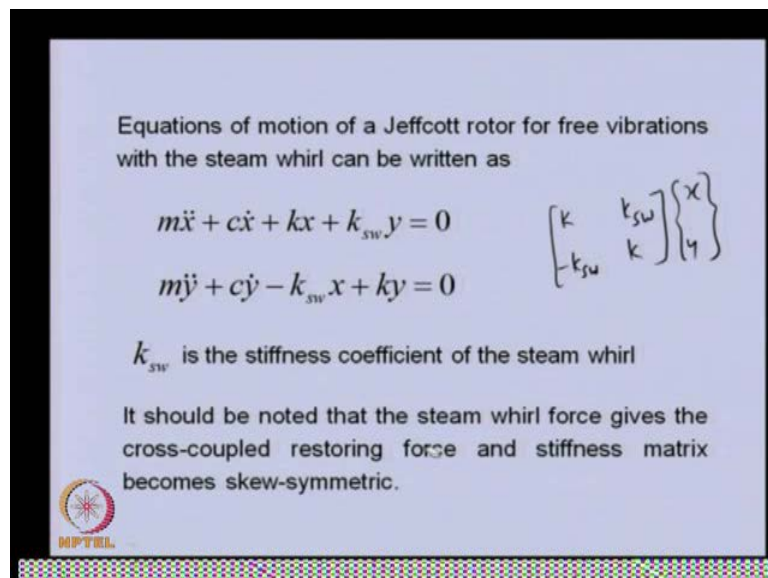 Equations of motion of a Jeffcott rotor for free vibrations
with the steam whirl can be written as
mẍ + cẋ + kx + k_sw y = 0
mÿ + cẏ − k_sw x + ky = 0
[k k_sw; −k_sw k]{x; y}
k_sw is the stiffness coefficient of the steam whirl
It should be noted that the steam whirl force gives the
cross-coupled restoring force and stiffness matrix
becomes skew-symmetric.
NPTEL